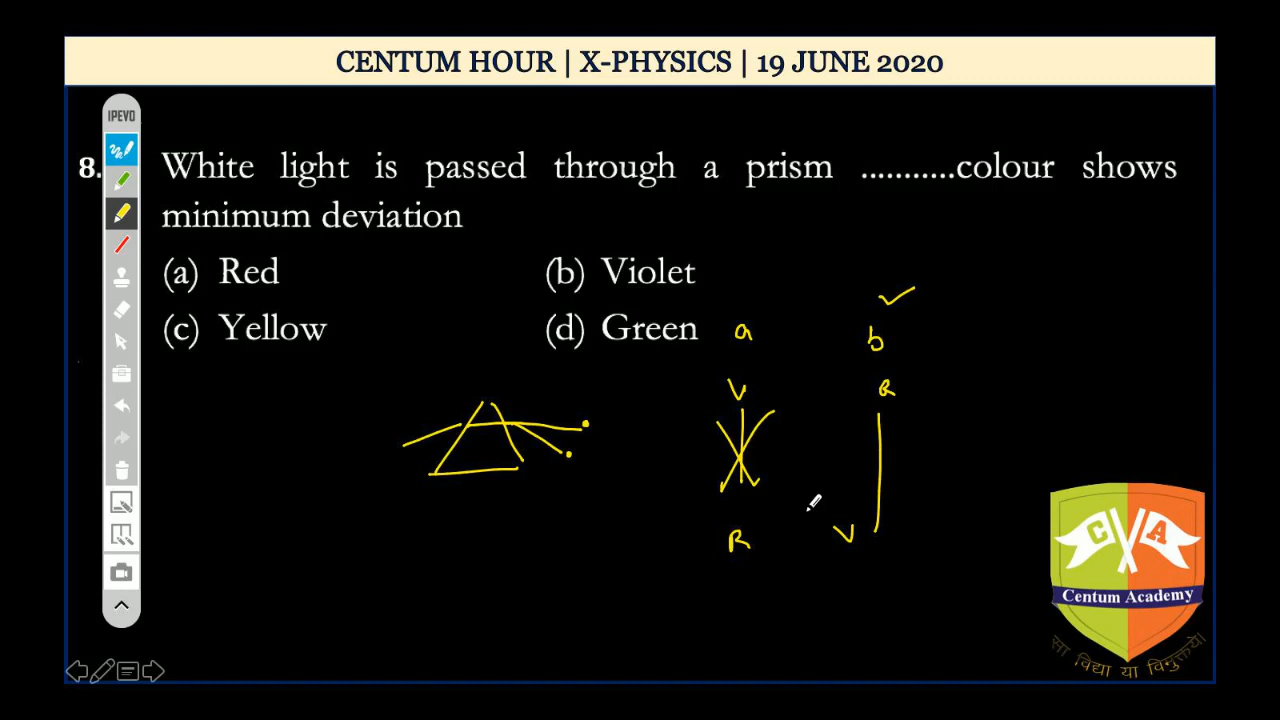 CENTUM HOUR | X-PHYSICS | 19 JUNE 2020
IPEVO
8. White light is passed through a prism ...........colour shows
minimum deviation
(a) Red (b) Violet
(c) Yellow (d) Green
a b
V R
R V
C A
Centum Academy
सा विद्या या विमुक्तये।